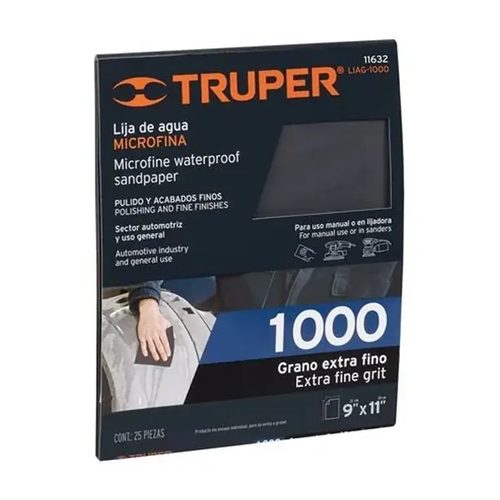 11632
LIAG-1000
TRUPER®
Lija de agua
MICROFINA
Microfine waterproof
sandpaper
PULIDO Y ACABADOS FINOS
POLISHING AND FINE FINISHES
Sector automotriz
y uso general
Automotive industry
and general use
Para uso manual o en lijadora
For manual use or in sanders
1000
Grano extra fino
Extra fine grit
9" x 11"
CONT: 25 PIEZAS
1000